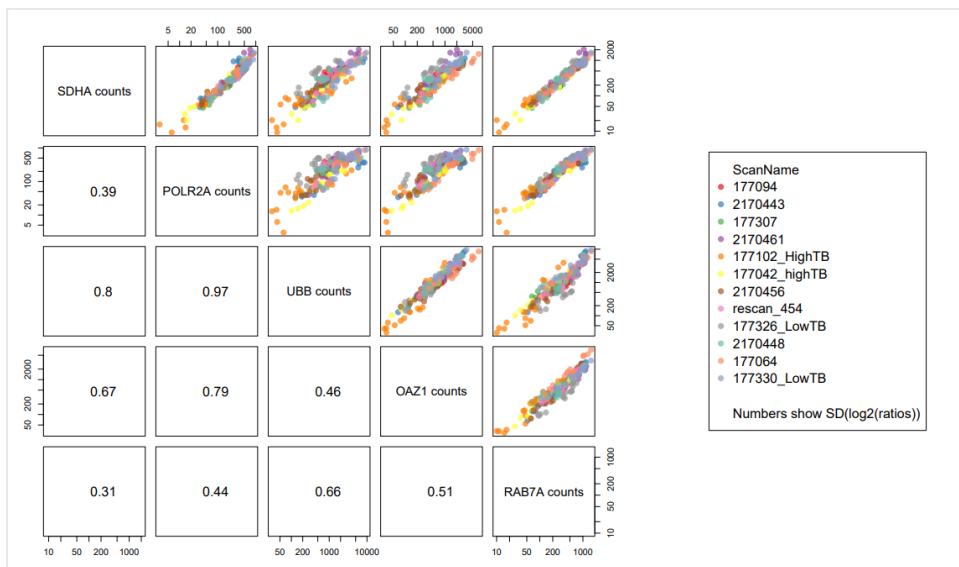 5 20 100 500
50 200 1000 5000
SDHA counts
10 50 200 2000
5 20 100 500
0.39
POLR2A counts
0.8
0.97
UBB counts
50 200 2000
50 200 2000
0.67
0.79
0.46
OAZ1 counts
0.31
0.44
0.66
0.51
RAB7A counts
10 50 200 1000
10 50 200 1000
50 200 1000 10000
10 50 200 1000
ScanName
177094
2170443
177307
2170461
177102_HighTB
177042_highTB
2170456
rescan_454
177326_LowTB
2170448
177064
177330_LowTB
Numbers show SD(log2(ratios))